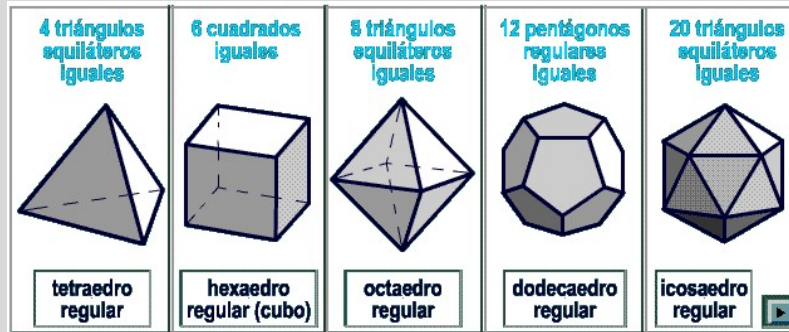 4 triángulos
equiláteros
iguales
6 cuadrados
iguales
8 triángulos
equiláteros
iguales
12 pentágonos
regulares
iguales
20 triángulos
equiláteros
iguales
tetraedro
regular
hexaedro
regular (cubo)
octaedro
regular
dodecaedro
regular
icosaedro
regular